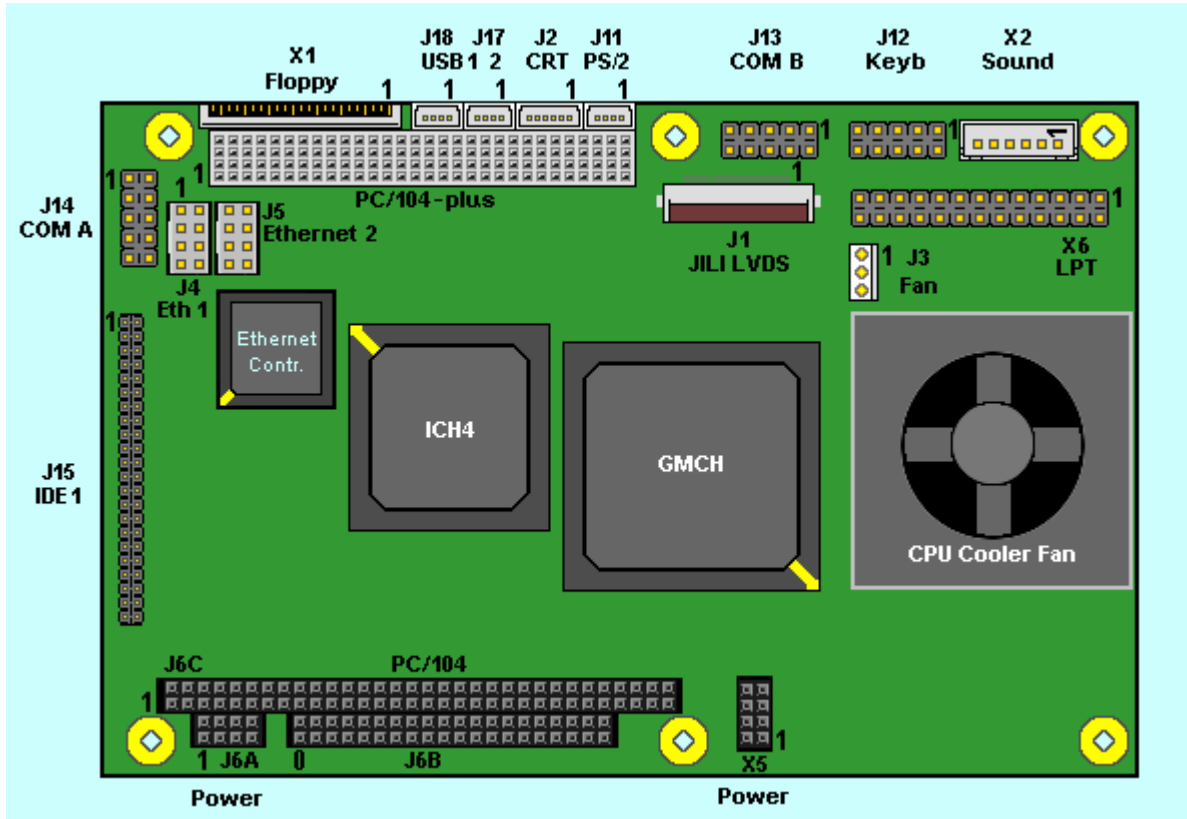 X1
Floppy
1
J18
USB 1
1
J17
2
1
J2
CRT
1
J11
PS/2
1
J13
COM B
1
J12
Keyb
1
X2
Sound
1
1
PC/104-plus
J14
COM A
1
1
J4
Eth 1
J5
Ethernet 2
1
J1
JILI LVDS
1
X6
LPT
1
J3
Fan
Ethernet
Contr.
ICH4
GMCH
CPU Cooler Fan
J15
IDE 1
1
J6C
PC/104
1
1
J6A
0
J6B
Power
1
X5
Power